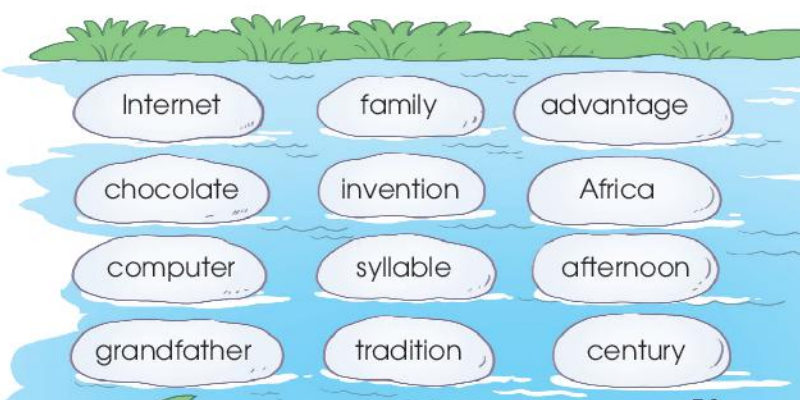 Internet family advantage
chocolate invention Africa
computer syllable afternoon
grandfather tradition century